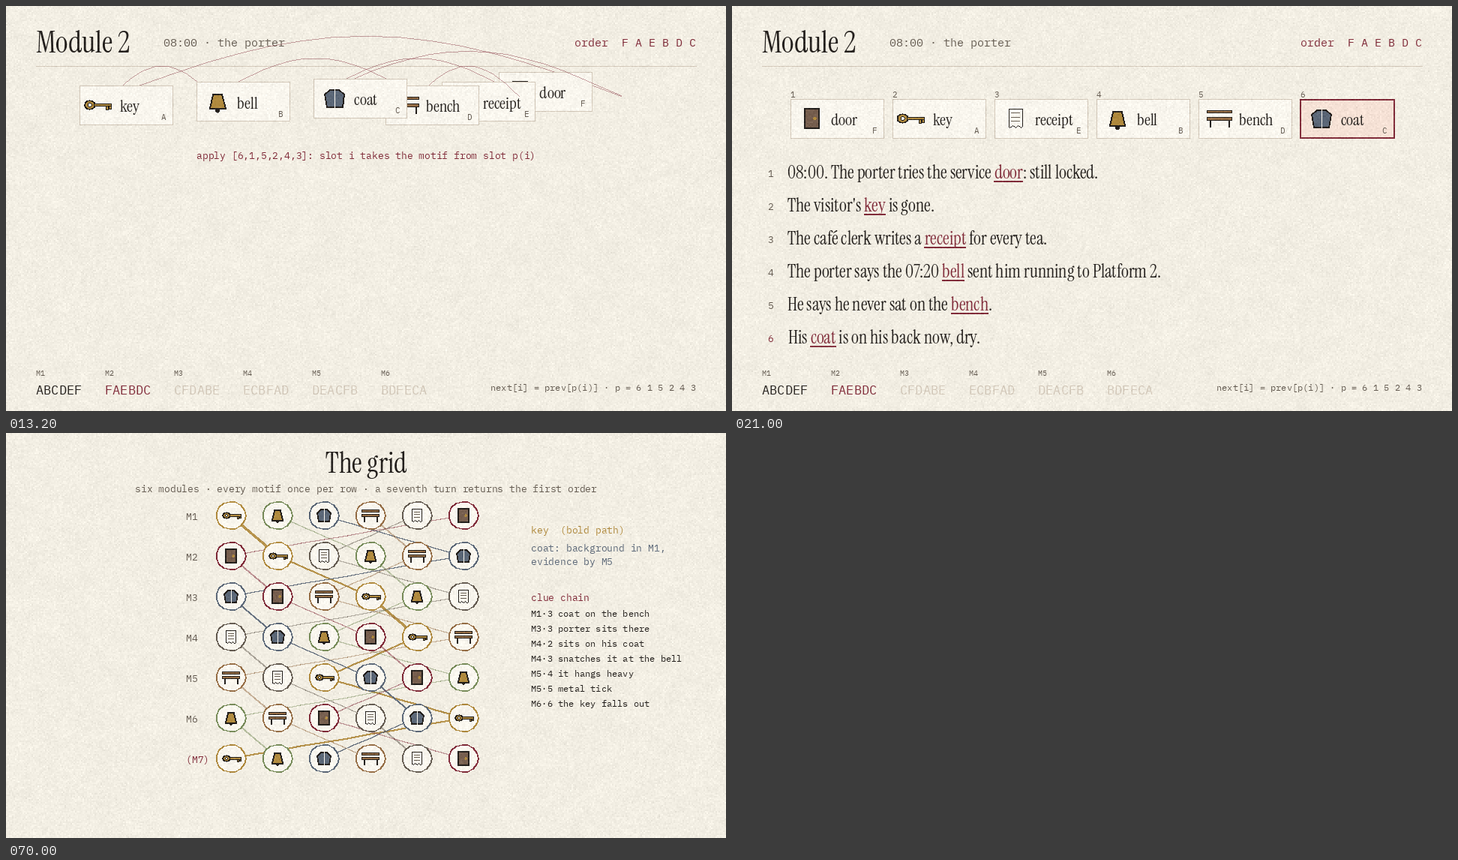 Module 2 08:00 · the porter order F A E B D C
key A bell B coat C bench D receipt E door F
apply [6,1,5,2,4,3]: slot i takes the motif from slot p(i)
M1 M2 M3 M4 M5 M6
ABCDEF FAEBDC CFDABE ECBFAD DEACFB BDFECA next[i] = prev[p(i)] · p = 6 1 5 2 4 3
013.20
Module 2 08:00 · the porter order F A E B D C
1 2 3 4 5 6
door F key A receipt E bell B bench D coat C
1 08:00. The porter tries the service door: still locked.
2 The visitor's key is gone.
3 The café clerk writes a receipt for every tea.
4 The porter says the 07:20 bell sent him running to Platform 2.
5 He says he never sat on the bench.
6 His coat is on his back now, dry.
M1 M2 M3 M4 M5 M6
ABCDEF FAEBDC CFDABE ECBFAD DEACFB BDFECA next[i] = prev[p(i)] · p = 6 1 5 2 4 3
021.00
The grid
six modules · every motif once per row · a seventh turn returns the first order
M1
M2
M3
M4
M5
M6
(M7)
key (bold path)
coat: background in M1,
evidence by M5
clue chain
M1·3 coat on the bench
M3·3 porter sits there
M4·2 sits on his coat
M4·3 snatches it at the bell
M5·4 it hangs heavy
M5·5 metal tick
M6·6 the key falls out
070.00